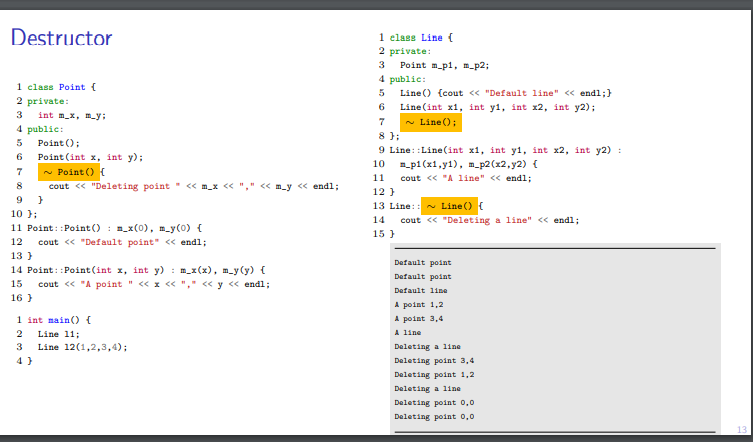 Destructor
1 class Point {
2 private:
3 int m_x, m_y;
4 public:
5 Point();
6 Point(int x, int y);
7 ~ Point() {
8 cout << "Deleting point " << m_x << "," << m_y << endl;
9 }
10 };
11 Point::Point() : m_x(0), m_y(0) {
12 cout << "Default point" << endl;
13 }
14 Point::Point(int x, int y) : m_x(x), m_y(y) {
15 cout << "A point " << x << "," << y << endl;
16 }
1 int main() {
2 Line l1;
3 Line l2(1,2,3,4);
4 }
1 class Line {
2 private:
3 Point m_p1, m_p2;
4 public:
5 Line() {cout << "Default line" << endl;}
6 Line(int x1, int y1, int x2, int y2);
7 ~ Line();
8 };
9 Line::Line(int x1, int y1, int x2, int y2) :
10 m_p1(x1,y1), m_p2(x2,y2) {
11 cout << "A line" << endl;
12 }
13 Line:: ~ Line() {
14 cout << "Deleting a line" << endl;
15 }
Default point
Default point
Default line
A point 1,2
A point 3,4
A line
Deleting a line
Deleting point 3,4
Deleting point 1,2
Deleting a line
Deleting point 0,0
Deleting point 0,0
13